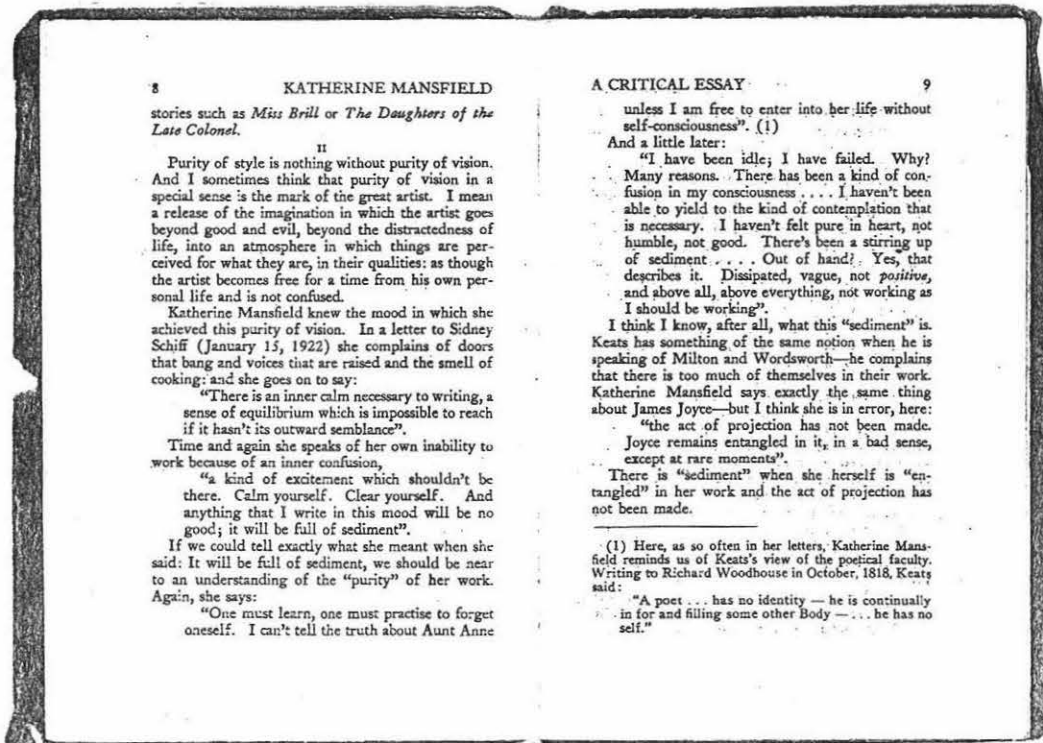 8 KATHERINE MANSFIELD
stories such as Miss Brill or The Daughters of the
Late Colonel.
II
Purity of style is nothing without purity of vision.
And I sometimes think that purity of vision in a
special sense is the mark of the great artist. I mean
a release of the imagination in which the artist goes
beyond good and evil, beyond the distractedness of
life, into an atmosphere in which things are per-
ceived for what they are, in their qualities: as though
the artist becomes free for a time from his own per-
sonal life and is not confused.
Katherine Mansfield knew the mood in which she
achieved this purity of vision. In a letter to Sidney
Schiff (January 15, 1922) she complains of doors
that bang and voices that are raised and the smell of
cooking: and she goes on to say:
"There is an inner calm necessary to writing, a
sense of equilibrium which is impossible to reach
if it hasn't its outward semblance".
Time and again she speaks of her own inability to
work because of an inner confusion,
"a kind of excitement which shouldn't be
there. Calm yourself. Clear yourself. And
anything that I write in this mood will be no
good; it will be full of sediment".
If we could tell exactly what she meant when she
said: It will be full of sediment, we should be near
to an understanding of the "purity" of her work.
Again, she says:
"One must learn, one must practise to forget
oneself. I can't tell the truth about Aunt Anne
A CRITICAL ESSAY 9
unless I am free to enter into her life without
self-consciousness". (1)
And a little later:
"I have been idle; I have failed. Why?
Many reasons. There has been a kind of con-
fusion in my consciousness . . . . I haven't been
able to yield to the kind of contemplation that
is necessary. I haven't felt pure in heart, not
humble, not good. There's been a stirring up
of sediment . . . . Out of hand? Yes, that
describes it. Dissipated, vague, not positive,
and above all, above everything, not working as
I should be working".
I think I know, after all, what this "sediment" is.
Keats has something of the same notion when he is
speaking of Milton and Wordsworth—he complains
that there is too much of themselves in their work.
Katherine Mansfield says exactly the same thing
about James Joyce—but I think she is in error, here:
"the act of projection has not been made.
Joyce remains entangled in it, in a bad sense,
except at rare moments".
There is "sediment" when she herself is "en-
tangled" in her work and the act of projection has
not been made.
(1) Here, as so often in her letters, Katherine Mans-
field reminds us of Keats's view of the poetical faculty.
Writing to Richard Woodhouse in October, 1818, Keats
said:
"A poet . . . has no identity — he is continually
in for and filling some other Body — . . . he has no
self."